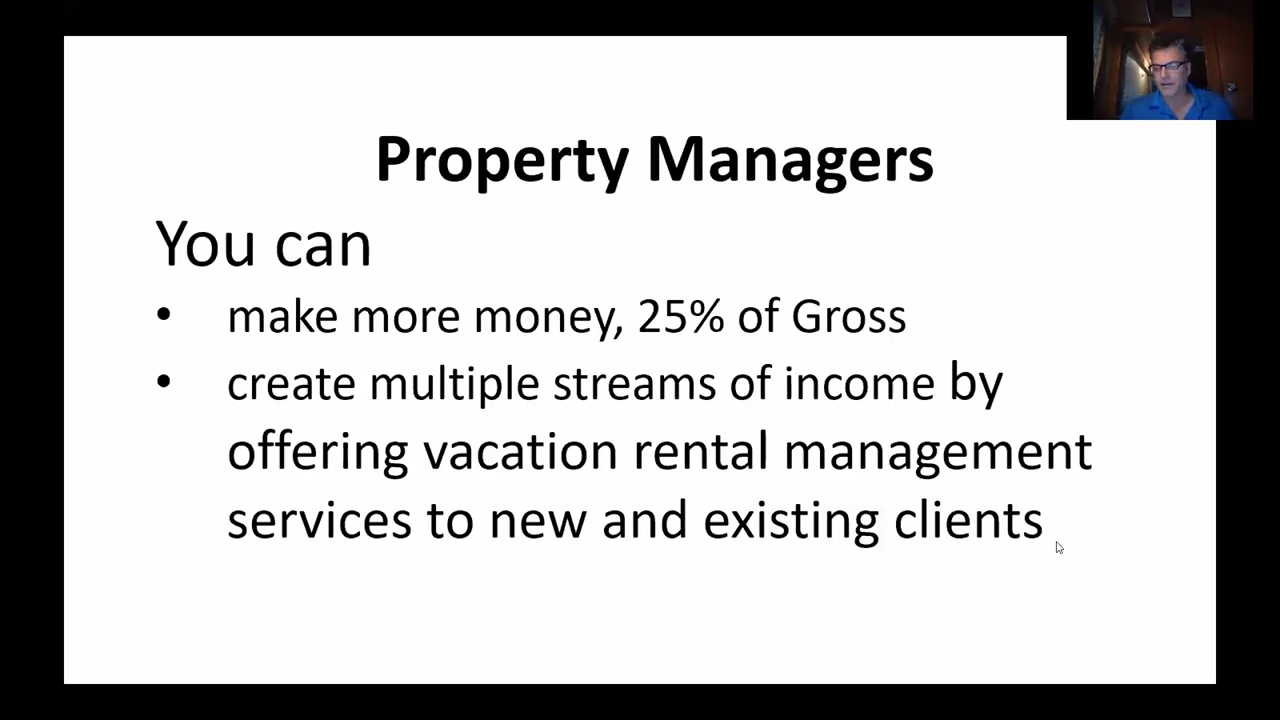 Property Managers
You can
• make more money, 25% of Gross
• create multiple streams of income by
offering vacation rental management
services to new and existing clients